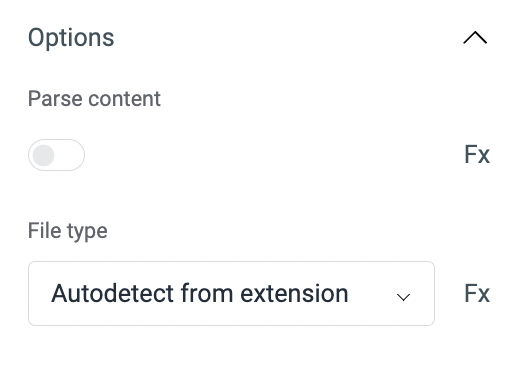 Options
Parse content
Fx
File type
Autodetect from extension
Fx